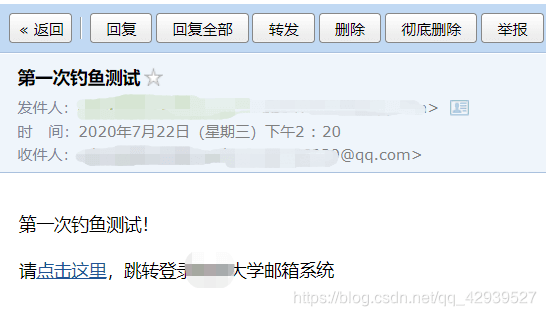 « 返回 回复 回复全部 转发 删除 彻底删除 举报
第一次钓鱼测试☆
发件人： >
时 间：2020年7月22日（星期三）下午2：20
收件人： @qq.com>
第一次钓鱼测试！
请点击这里，跳转登录 大学邮箱系统
https://blog.csdn.net/qq_42939527